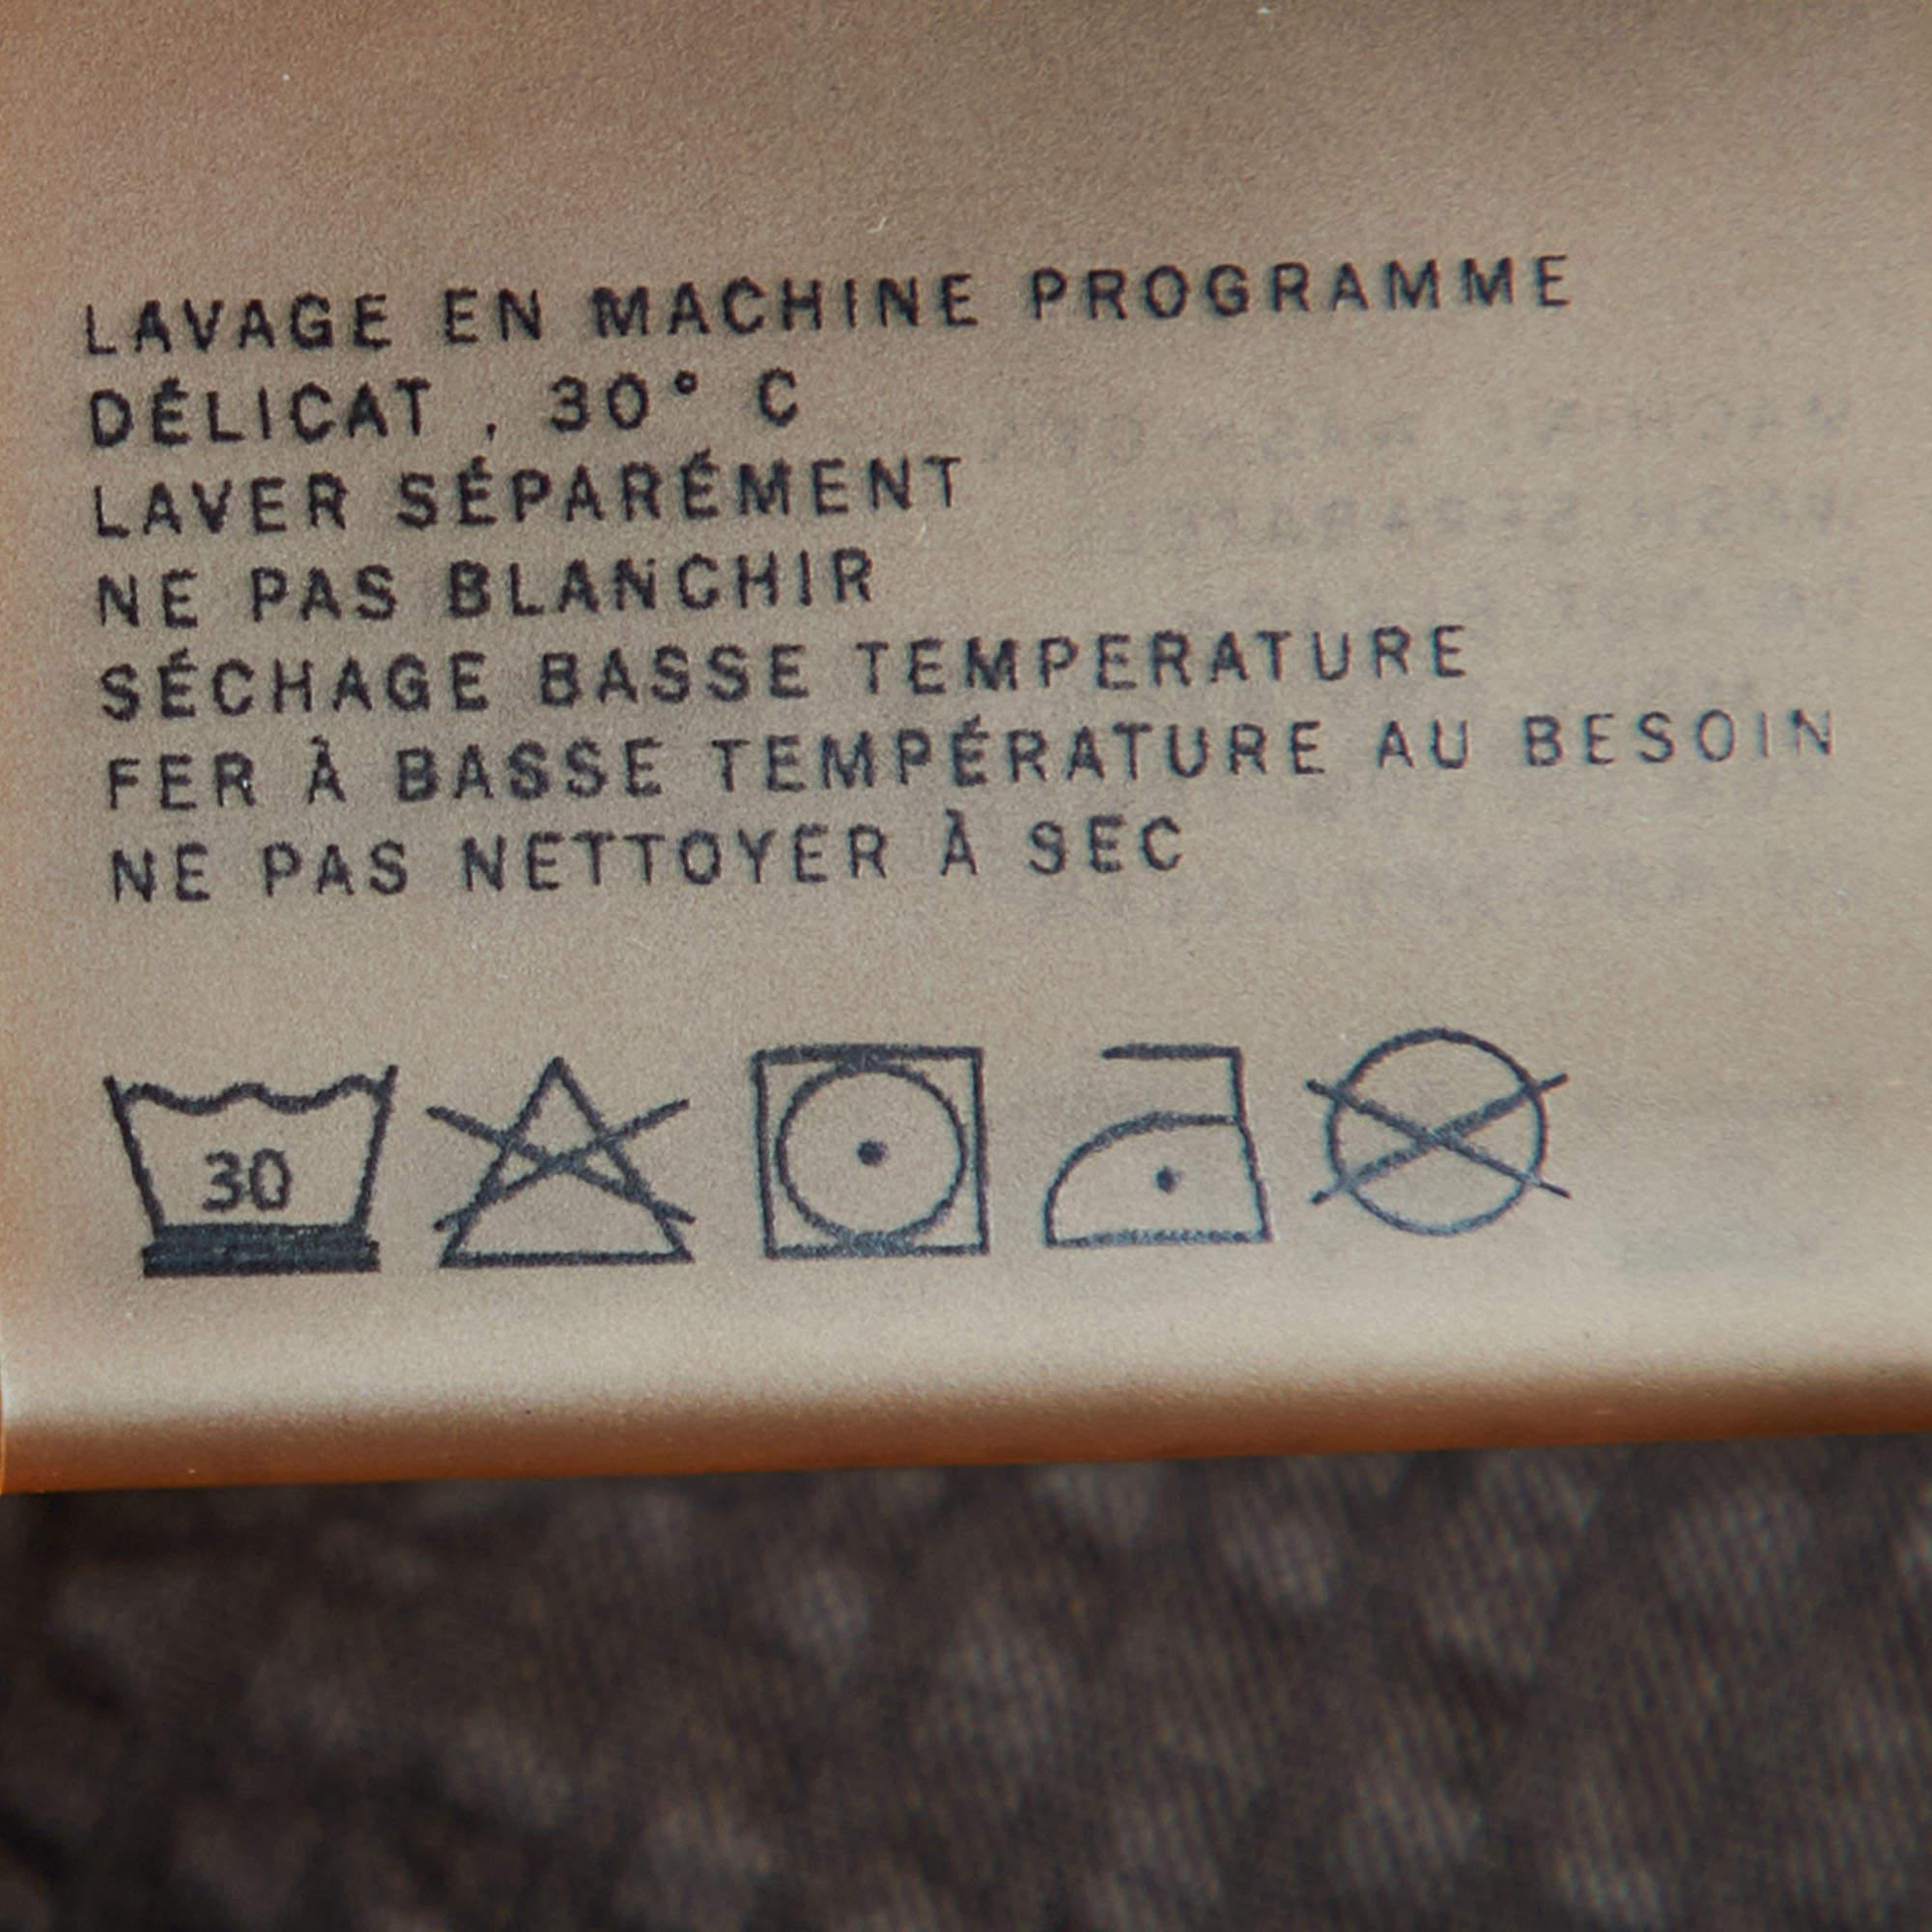 LAVAGE EN MACHINE PROGRAMME
DÉLICAT , 30° C
LAVER SÉPARÉMENT
NE PAS BLANCHIR
SÉCHAGE BASSE TEMPERATURE
FER À BASSE TEMPÉRATURE AU BESOIN
NE PAS NETTOYER À SEC
30